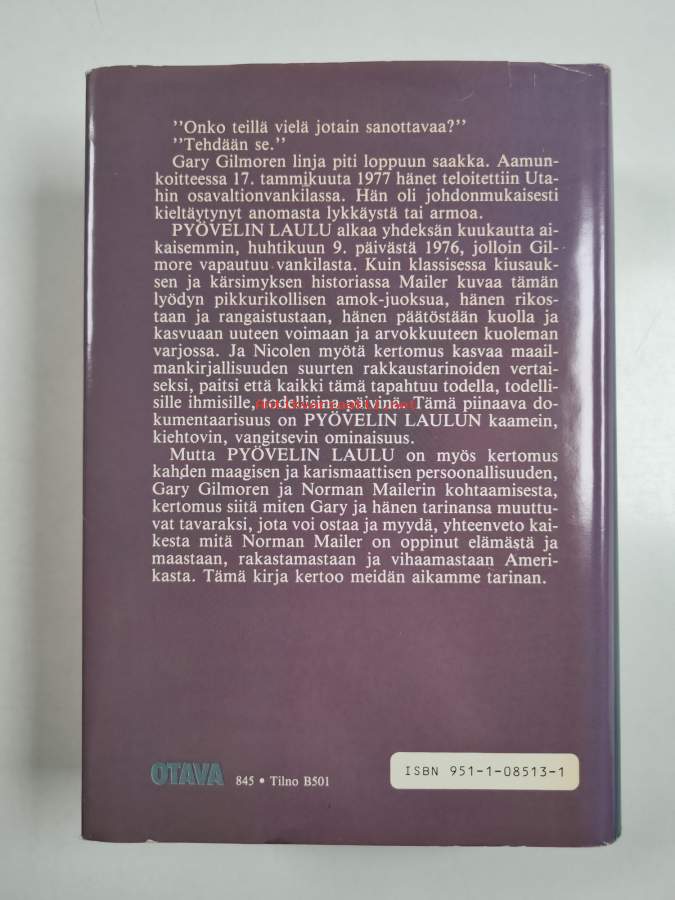 "Onko teillä vielä jotain sanottavaa?"
"Tehdään se."
Gary Gilmoren linja piti loppuun saakka. Aamun-
koitteessa 17. tammikuuta 1977 hänet teloitettiin Uta-
hin osavaltionvankilassa. Hän oli johdonmukaisesti
kieltäytynyt anomasta lykkäystä tai armoa.
PYÖVELIN LAULU alkaa yhdeksän kuukautta ai-
kaisemmin, huhtikuun 9. päivästä 1976, jolloin Gil-
more vapautuu vankilasta. Kuin klassisessa kiusauk-
sen ja kärsimyksen historiassa Mailer kuvaa tämän
lyödyn pikkurikollisen amok-juoksua, hänen rikos-
taan ja rangaistustaan, hänen päätöstään kuolla ja
kasvuaan uuteen voimaan ja arvokkuuteen kuoleman
varjossa. Ja Nicolen myötä kertomus kasvaa maail-
mankirjallisuuden suurten rakkaustarinoiden vertai-
seksi, paitsi että kaikki tämä tapahtuu todella, todelli-
sille ihmisille, todellisina päivinä. Tämä piinaava do-
kumentaarisuus on PYÖVELIN LAULUN kaamein,
kiehtovin, vangitsevin ominaisuus.
Mutta PYÖVELIN LAULU on myös kertomus
kahden maagisen ja karismaattisen persoonallisuuden,
Gary Gilmoren ja Norman Mailerin kohtaamisesta,
kertomus siitä miten Gary ja hänen tarinansa muuttu-
vat tavaraksi, jota voi ostaa ja myydä, yhteenveto kai-
kesta mitä Norman Mailer on oppinut elämästä ja
maastaan, rakastamastaan ja vihaamastaan Ameri-
kasta. Tämä kirja kertoo meidän aikamme tarinan.
OTAVA 845 • Tilno B501
ISBN 951-1-08513-1